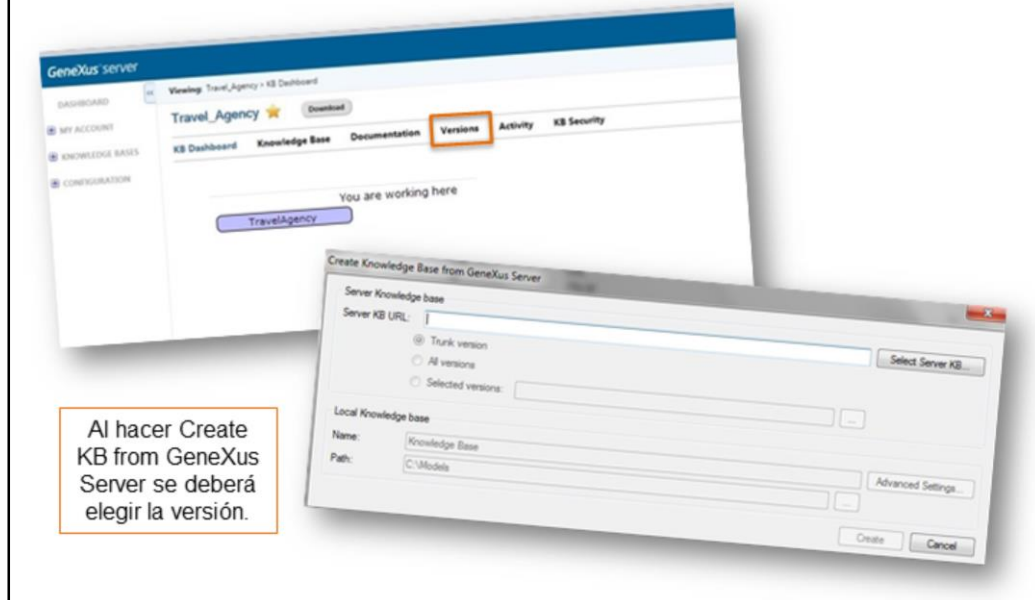 GeneXus server
DASHBOARD
MY ACCOUNT
KNOWLEDGE BASES
CONFIGURATION
Viewing: Travel_Agency > KB Dashboard
Travel_Agency
Download
KB Dashboard Knowledge Base Documentation Versions Activity KB Security
You are working here
TravelAgency
Create Knowledge Base from GeneXus Server
Server Knowledge base
Server KB URL:
Select Server KB...
Trunk version
All versions
Selected versions:
...
Local Knowledge base
Name: Knowledge Base
Advanced Settings...
Path: C:\Models
...
Create Cancel
Al hacer Create
KB from GeneXus
Server se deberá
elegir la versión.